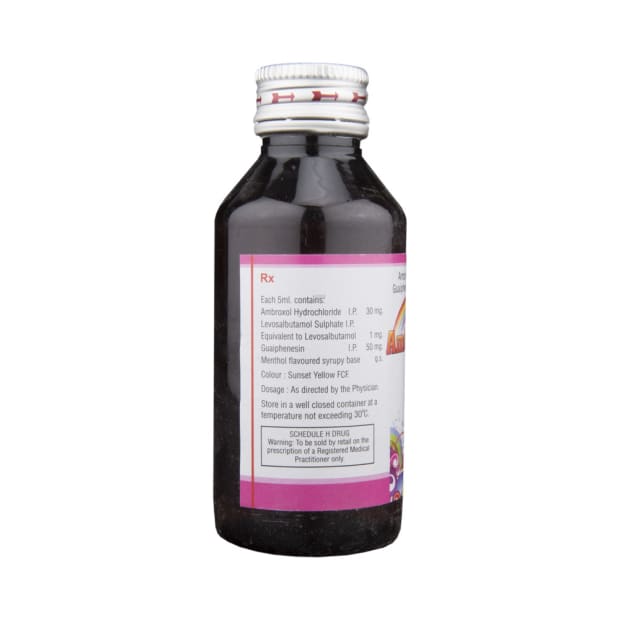 Rx
Each 5ml. contains:
Ambroxol Hydrochloride I.P. 30 mg.
Levosalbutamol Sulphate I.P.
Equivalent to Levosalbutamol 1 mg.
Guaiphenesin I.P. 50 mg.
Menthol flavoured syrupy base q.s.
Colour : Sunset Yellow FCF
Dosage : As directed by the Physician
Store in a well closed container at a
temperature not exceeding 30°C.
SCHEDULE H DRUG
Warning: To be sold by retail on the
prescription of a Registered Medical
Practitioner only.
Am